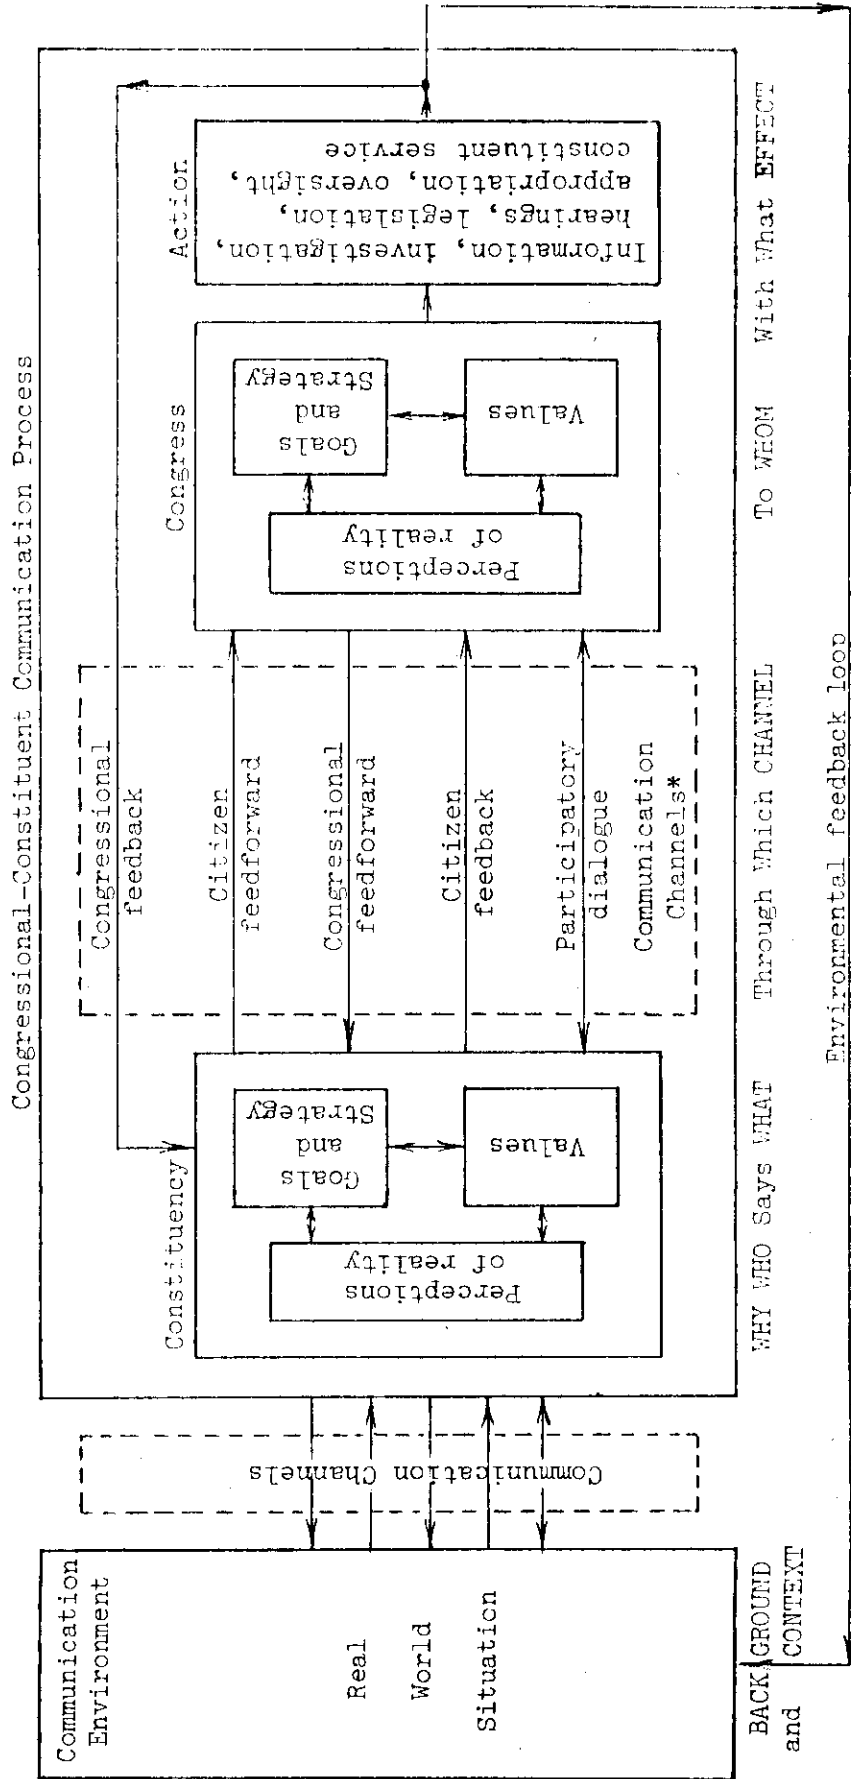 Congressional-Constituent Communication Process
Communication
Environment
Real
World
Situation
BACKGROUND
and CONTEXT
Communication Channels
Constituency
Perceptions
of reality
Goals
and
Strategy
Values
WHY WHO Says WHAT
Congressional
feedback
Citizen
feedforward
Congressional
feedforward
Citizen
feedback
Participatory
dialogue
Communication
Channels*
Through Which CHANNEL
Congress
Perceptions
of reality
Goals
and
Strategy
Values
To WHOM
Action
Information, investigation,
hearings, legislation,
appropriation, oversight,
constituent service
With What EFFECT
Environmental feedback loop